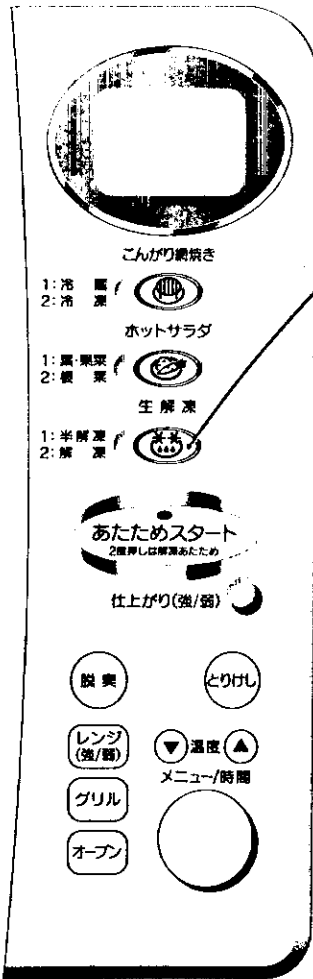 こんがり網焼き
1:冷 蔵
2:冷 凍
ホットサラダ
1:葉・果菜
2:根 菜
生 解 凍
1:半解凍
2:解 凍
あたためスタート
2度押しは解凍あたため
仕上がり(強/弱)
脱臭
とりけし
レンジ
(強/弱)
▼温度▲
メニュー/時間
グリル
オーブン